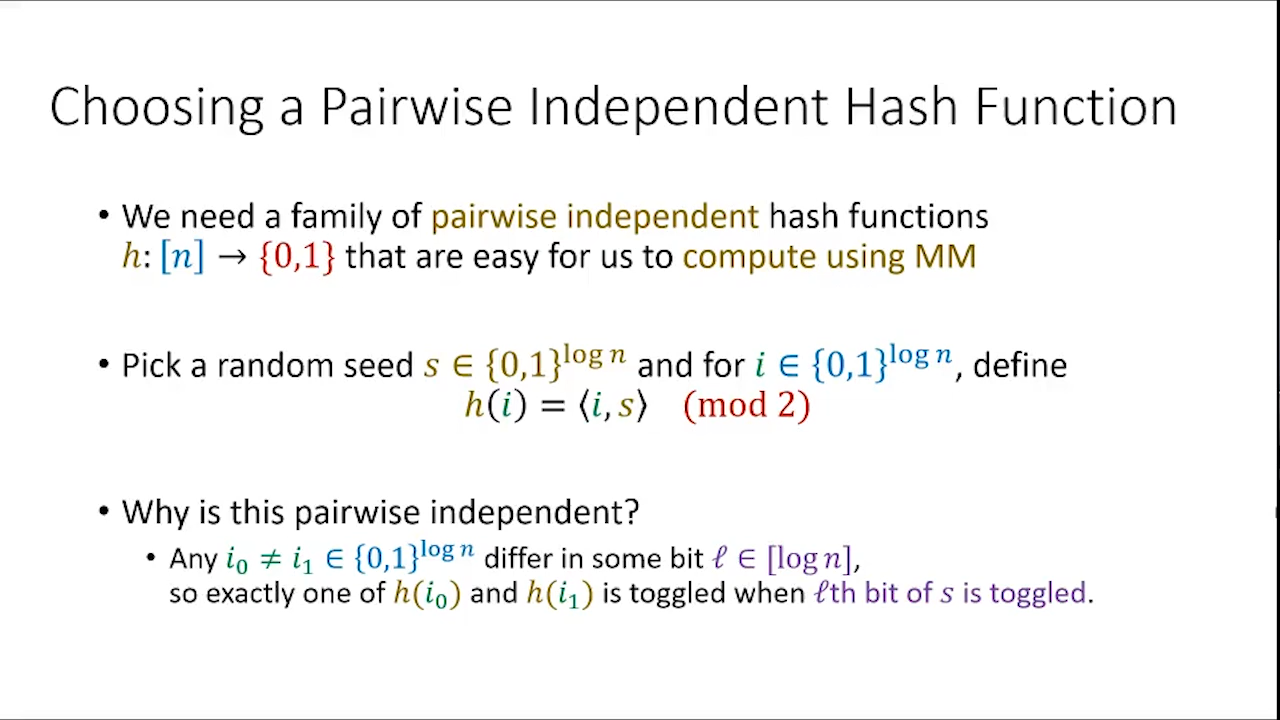 Choosing a Pairwise Independent Hash Function
• We need a family of pairwise independent hash functions
h: [n] → {0,1} that are easy for us to compute using MM
• Pick a random seed s ∈ {0,1}^{log n} and for i ∈ {0,1}^{log n}, define
h(i) = ⟨i, s⟩ (mod 2)
• Why is this pairwise independent?
• Any i₀ ≠ i₁ ∈ {0,1}^{log n} differ in some bit ℓ ∈ [log n],
so exactly one of h(i₀) and h(i₁) is toggled when ℓth bit of s is toggled.